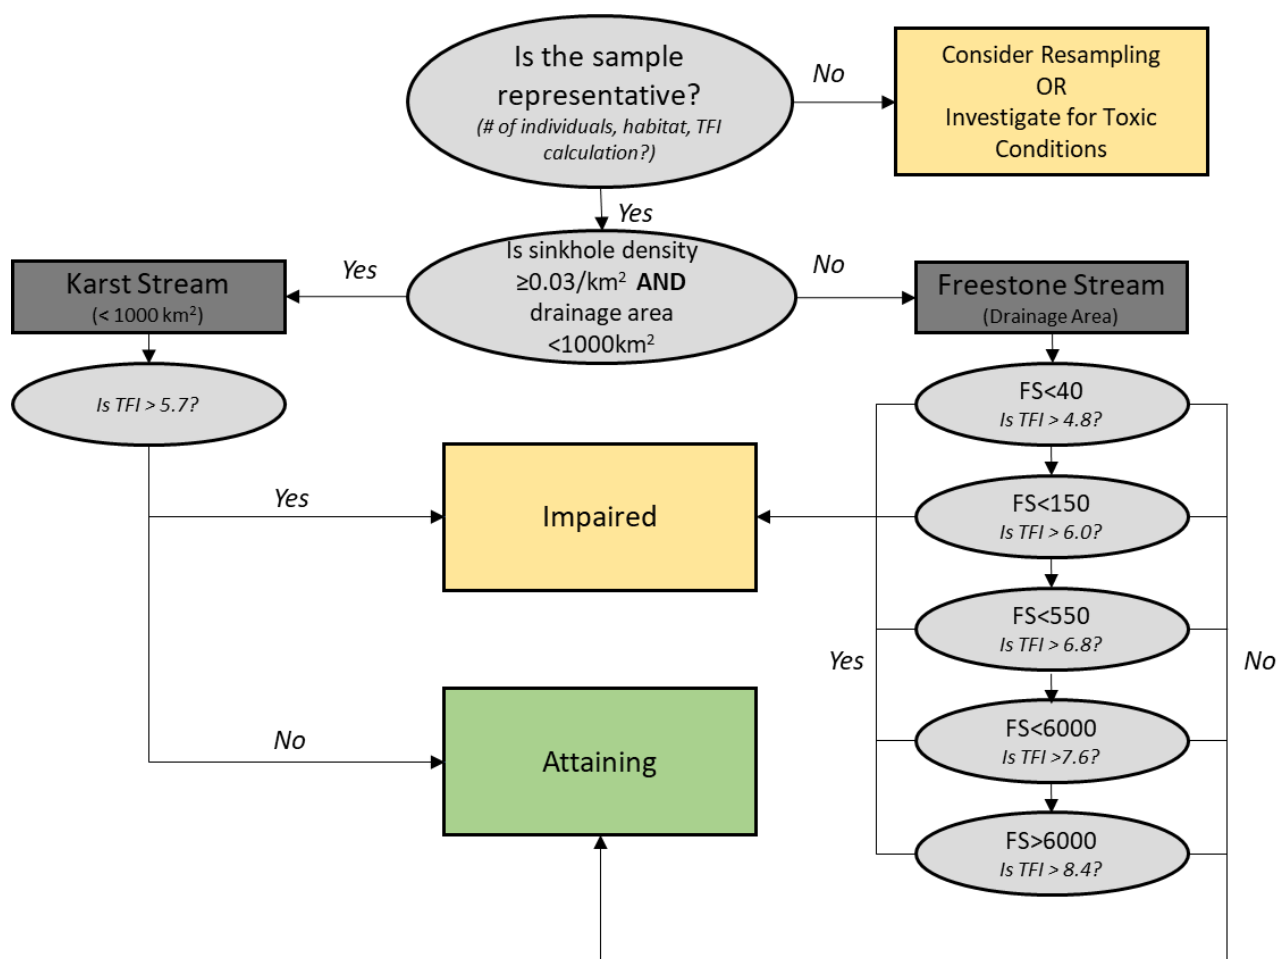 Is the sample
representative?
(# of individuals, habitat, TFI
calculation?)
No
Consider Resampling
OR
Investigate for Toxic
Conditions
Yes
Is sinkhole density
≥0.03/km² AND
drainage area
<1000km²
Yes
No
Karst Stream
(< 1000 km²)
Freestone Stream
(Drainage Area)
Is TFI > 5.7?
FS<40
Is TFI > 4.8?
Yes
Impaired
FS<150
Is TFI > 6.0?
FS<550
Is TFI > 6.8?
Yes
No
No
Attaining
FS<6000
Is TFI >7.6?
FS>6000
Is TFI > 8.4?